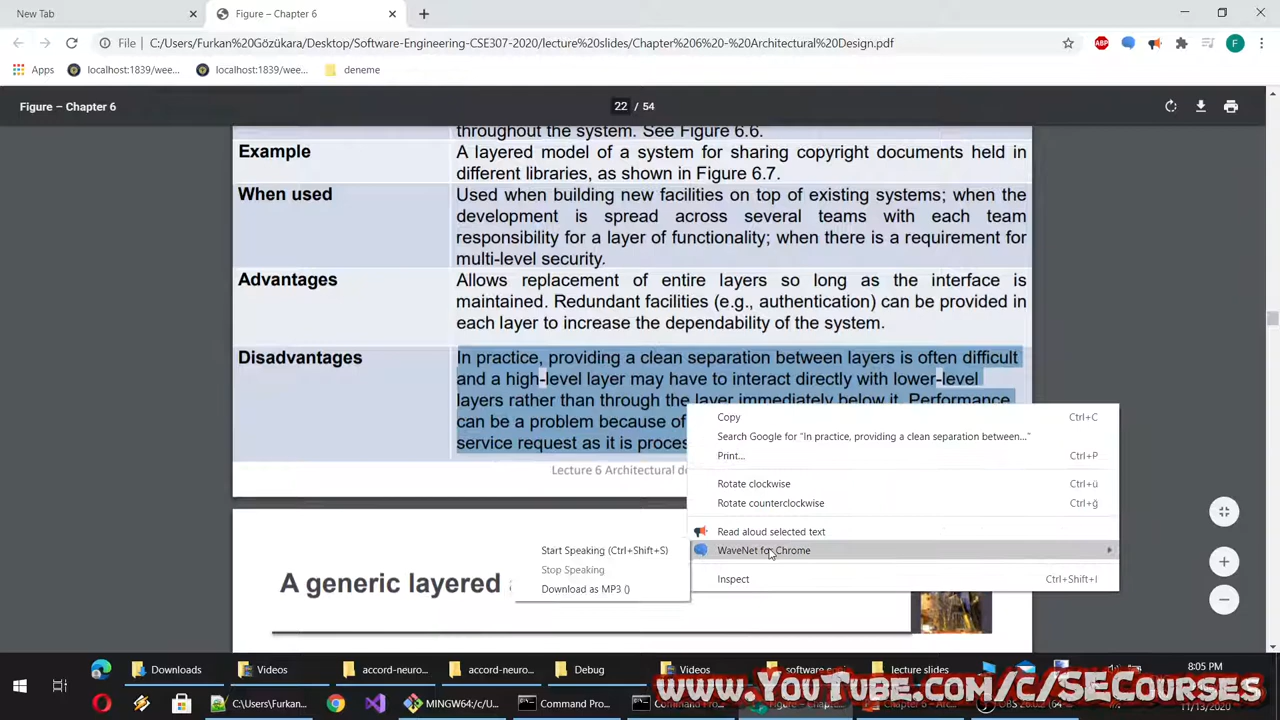 New Tab
Figure – Chapter 6
File
C:/Users/Furkan%20Gözükara/Desktop/Software Engineering-CSE307-2020/lecture%20slides/Chapter%206%20-%20Architectural%20Design.pdf
ABP
F
Apps
localhost:1839/wee...
localhost:1839/wee...
deneme
Figure – Chapter 6
22 / 54
throughout the system. See Figure 6.6.
Example
A layered model of a system for sharing copyright documents held in
different libraries, as shown in Figure 6.7.
When used
Used when building new facilities on top of existing systems; when the
development is spread across several teams with each team
responsibility for a layer of functionality; when there is a requirement for
multi-level security.
Advantages
Allows replacement of entire layers so long as the interface is
maintained. Redundant facilities (e.g., authentication) can be provided in
each layer to increase the dependability of the system.
Disadvantages
In practice, providing a clean separation between layers is often difficult
and a high-level layer may have to interact directly with lower-level
layers rather than through the layer immediately below it. Performance
can be a problem because of
service request as it is proces
Lecture 6 Architectural de
Copy Ctrl+C
Search Google for “In practice, providing a clean separation between...”
Print... Ctrl+P
Rotate clockwise Ctrl+ü
Rotate counterclockwise Ctrl+ğ
Read aloud selected text
WaveNet for Chrome
Inspect Ctrl+Shift+I
Start Speaking (Ctrl+Shift+S)
Stop Speaking
Download as MP3 ()
A generic layered
Downloads
Videos
accord-neuro...
accord-neuro...
Debug
Videos
lecture slides
8:05 PM
C:\Users\Furkan...
MINGW64:/c/U...
Command Pro...
11/13/2020
www.YouTube.com/c/SECourses